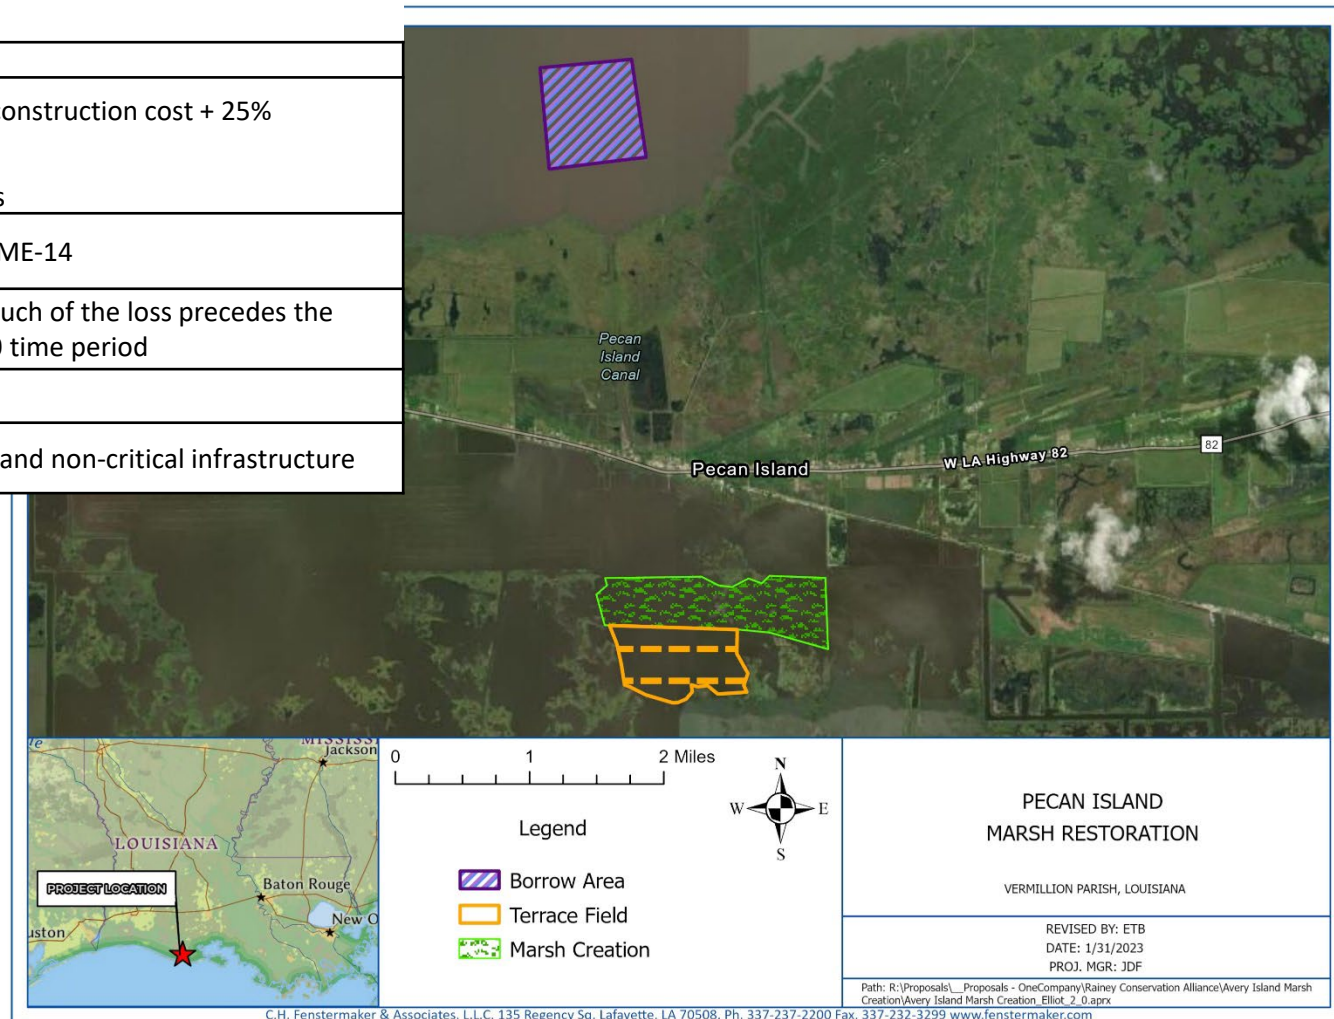 onstruction cost + 25%
s
ME-14
uch of the loss precedes the
time period
and non-critical infrastructure
Pecan
Island
Canal
Pecan Island
W LA Highway 82
82
LOUISIANA
Jackson
PROJECT LOCATION
Baton Rouge
New O
uston
0 1 2 Miles
N
W E
S
Legend
Borrow Area
Terrace Field
Marsh Creation
PECAN ISLAND
MARSH RESTORATION
VERMILLION PARISH, LOUISIANA
REVISED BY: ETB
DATE: 1/31/2023
PROJ. MGR: JDF
Path: R:\Proposals\__Proposals - OneCompany\Rainey Conservation Alliance\Avery Island Marsh
Creation\Avery Island Marsh Creation_Elliot_2_0.aprx
C.H. Fenstermaker & Associates, L.L.C. 135 Regency Sq. Lafayette, LA 70508, Ph. 337-237-2200 Fax. 337-232-3299 www.fenstermaker.com